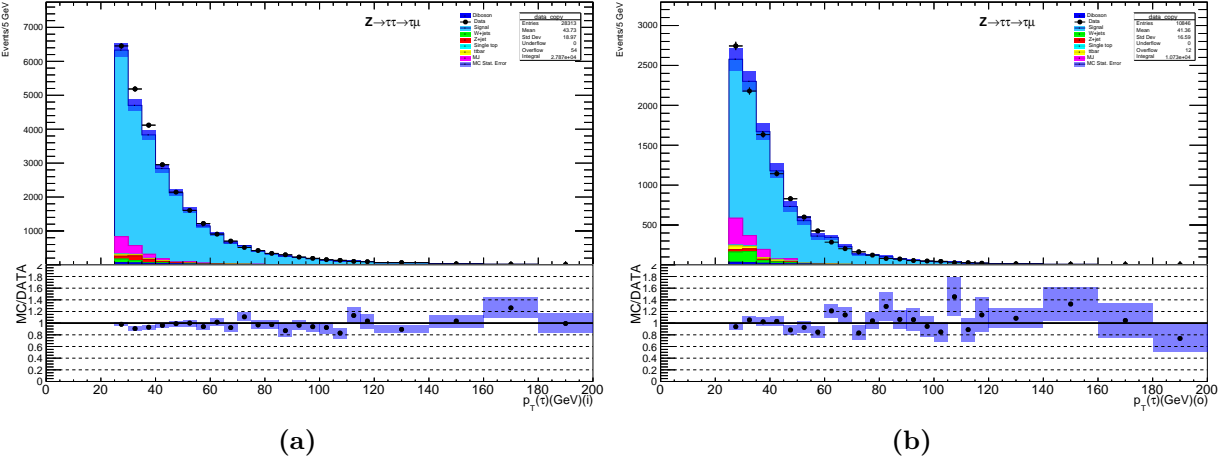 Events/5 GeV
7000
6000
5000
4000
3000
2000
1000
Z→ττ→τμ
Diboson
Data
Signal
W+jets
Z+jet
Single top
ttbar
MJ
MC Stat. Error
data_copy
Entries 28313
Mean 43.73
Std Dev 18.97
Underflow 0
Overflow 54
Integral 2.787e+04
MC/DATA
2
1.8
1.6
1.4
1.2
1
0.8
0.6
0.4
0.2
0
0 20 40 60 80 100 120 140 160 180 200
p_T(τ)(GeV)(i)
(a)
Events/5 GeV
3000
2500
2000
1500
1000
500
Z→ττ→τμ
Diboson
Data
Signal
W+jets
Z+jet
Single top
ttbar
MJ
MC Stat. Error
data_copy
Entries 10846
Mean 41.36
Std Dev 16.59
Underflow 0
Overflow 12
Integral 1.073e+04
MC/DATA
2
1.8
1.6
1.4
1.2
1
0.8
0.6
0.4
0.2
0
0 20 40 60 80 100 120 140 160 180 200
p_T(τ)(GeV)(o)
(b)